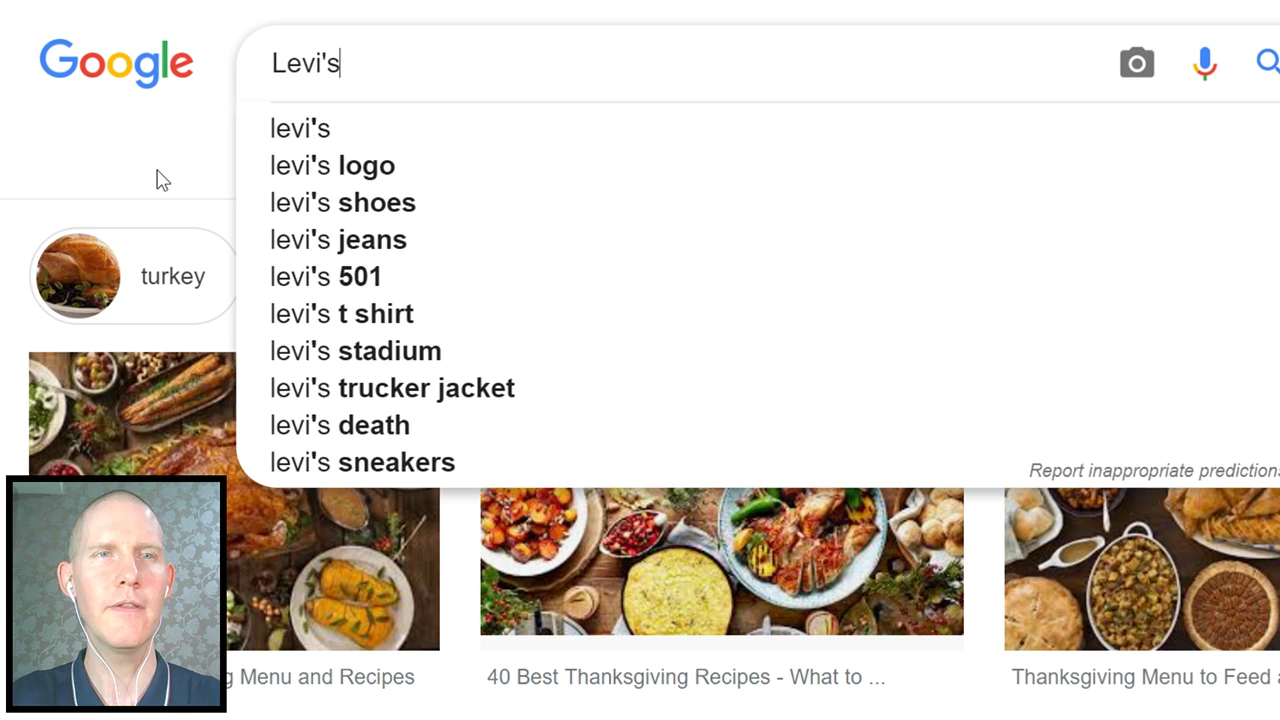 Google
Levi's
levi's
levi's logo
levi's shoes
levi's jeans
levi's 501
levi's t shirt
levi's stadium
levi's trucker jacket
levi's death
levi's sneakers
Report inappropriate predictions
turkey
g Menu and Recipes
40 Best Thanksgiving Recipes - What to ...
Thanksgiving Menu to Feed a